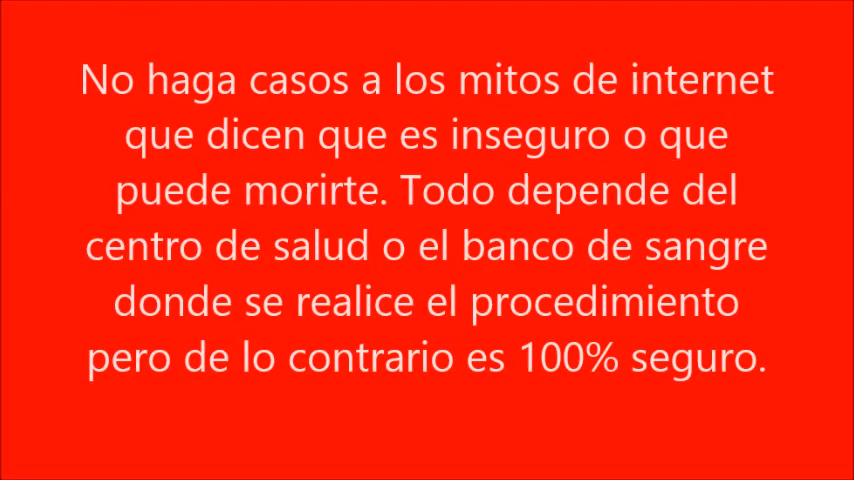 No haga casos a los mitos de internet
que dicen que es inseguro o que
puede morirte. Todo depende del
centro de salud o el banco de sangre
donde se realice el procedimiento
pero de lo contrario es 100% seguro.